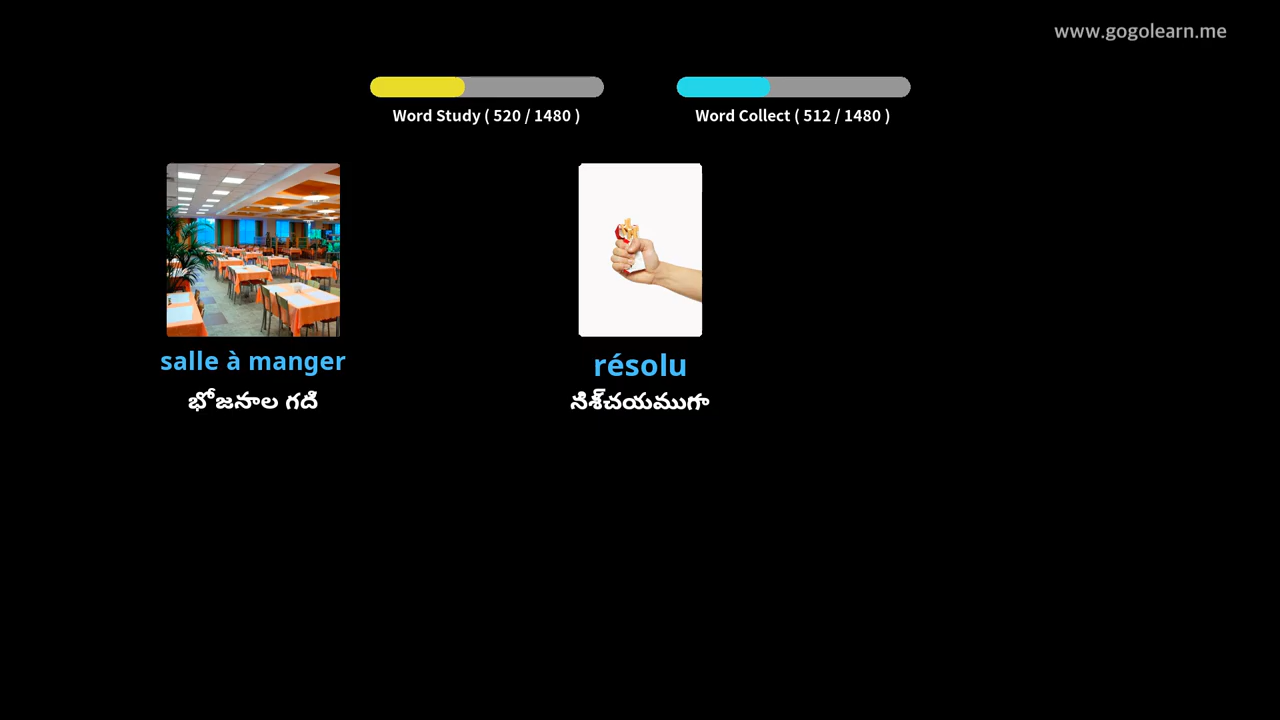 www.gogolearn.me
Word Study ( 520 / 1480 )
Word Collect ( 512 / 1480 )
salle à manger
భోజనాల గది
résolu
నిశ్చయముగా